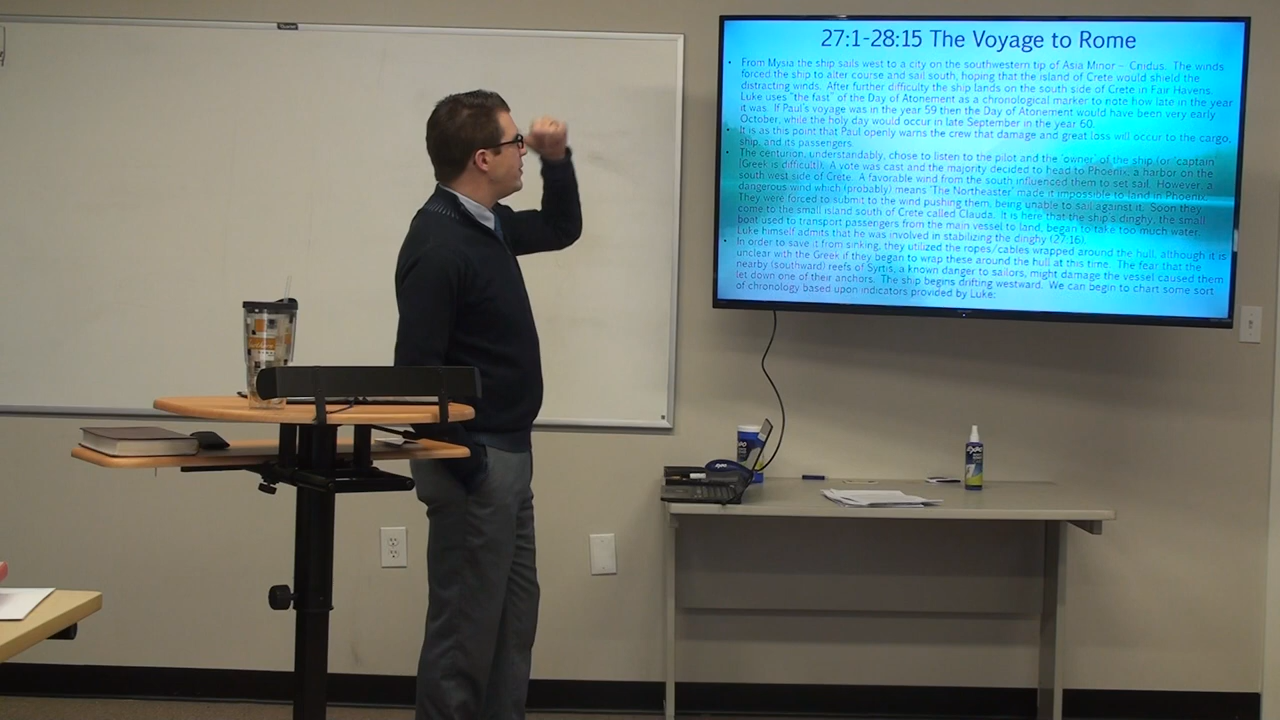 27:1-28:15 The Voyage to Rome
• From Mysia the ship sails west to a city on the southwestern tip of Asia Minor – Cnidus. The winds
forced the ship to alter course and sail south, hoping that the island of Crete would shield the
distracting winds. After further difficulty the ship lands on the south side of Crete in Fair Havens.
Luke uses "the fast" of the Day of Atonement as a chronological marker to note how late in the year
it was. If Paul's voyage was in the year 59 then the Day of Atonement would have been very early
October, while the holy day would occur in late September in the year 60.
• It is as this point that Paul openly warns the crew that damage and great loss will occur to the cargo,
ship, and its passengers.
• The centurion, understandably, chose to listen to the pilot and the 'owner' of the ship (or 'captain'
[Greek is difficult]). A vote was cast and the majority decided to head to Phoenix, a harbor on the
south west side of Crete. A favorable wind from the south influenced them to set sail. However, a
dangerous wind which (probably) means 'The Northeaster' made it impossible to land in Phoenix.
They were forced to submit to the wind pushing them, being unable to sail against it. Soon they
come to the small island south of Crete called Clauda. It is here that the ship's dinghy, the small
boat used to transport passengers from the main vessel to land, began to take too much water.
Luke himself admits that he was involved in stabilizing the dinghy (27:16).
• In order to save it from sinking, they utilized the ropes/cables wrapped around the hull, although it is
unclear with the Greek if they began to wrap these around the hull at this time. The fear that the
nearby (southward) reefs of Syrtis, a known danger to sailors, might damage the vessel caused them
let down one of their anchors. The ship begins drifting westward. We can begin to chart some sort
of chronology based upon indicators provided by Luke: